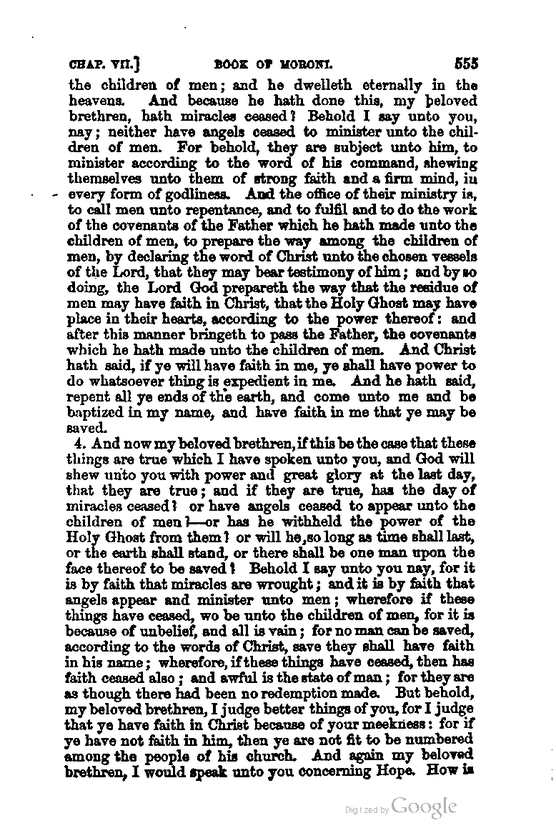 CHAP. VII.] BOOK OF MORONI. 555
the children of men; and he dwelleth eternally in the
heavens. And because he hath done this, my beloved
brethren, hath miracles ceased? Behold I say unto you,
nay; neither have angels ceased to minister unto the chil-
dren of men. For behold, they are subject unto him, to
minister according to the word of his command, shewing
themselves unto them of strong faith and a firm mind, in
every form of godliness. And the office of their ministry is,
to call men unto repentance, and to fulfil and to do the work
of the covenants of the Father which he hath made unto the
children of men, to prepare the way among the children of
men, by declaring the word of Christ unto the chosen vessels
of the Lord, that they may bear testimony of him; and by so
doing, the Lord God prepareth the way that the residue of
men may have faith in Christ, that the Holy Ghost may have
place in their hearts, according to the power thereof: and
after this manner bringeth to pass the Father, the covenants
which he hath made unto the children of men. And Christ
hath said, if ye will have faith in me, ye shall have power to
do whatsoever thing is expedient in me. And he hath said,
repent all ye ends of the earth, and come unto me and be
baptized in my name, and have faith in me that ye may be
saved.
4. And now my beloved brethren, if this be the case that these
things are true which I have spoken unto you, and God will
shew unto you with power and great glory at the last day,
that they are true; and if they are true, has the day of
miracles ceased? or have angels ceased to appear unto the
children of men?—or has he withheld the power of the
Holy Ghost from them? or will he, so long as time shall last,
or the earth shall stand, or there shall be one man upon the
face thereof to be saved? Behold I say unto you nay, for it
is by faith that miracles are wrought; and it is by faith that
angels appear and minister unto men; wherefore if these
things have ceased, wo be unto the children of men, for it is
because of unbelief, and all is vain; for no man can be saved,
according to the words of Christ, save they shall have faith
in his name; wherefore, if these things have ceased, then has
faith ceased also; and awful is the state of man; for they are
as though there had been no redemption made. But behold,
my beloved brethren, I judge better things of you, for I judge
that ye have faith in Christ because of your meekness: for if
ye have not faith in him, then ye are not fit to be numbered
among the people of his church. And again my beloved
brethren, I would speak unto you concerning Hope. How is
Digitized by Google